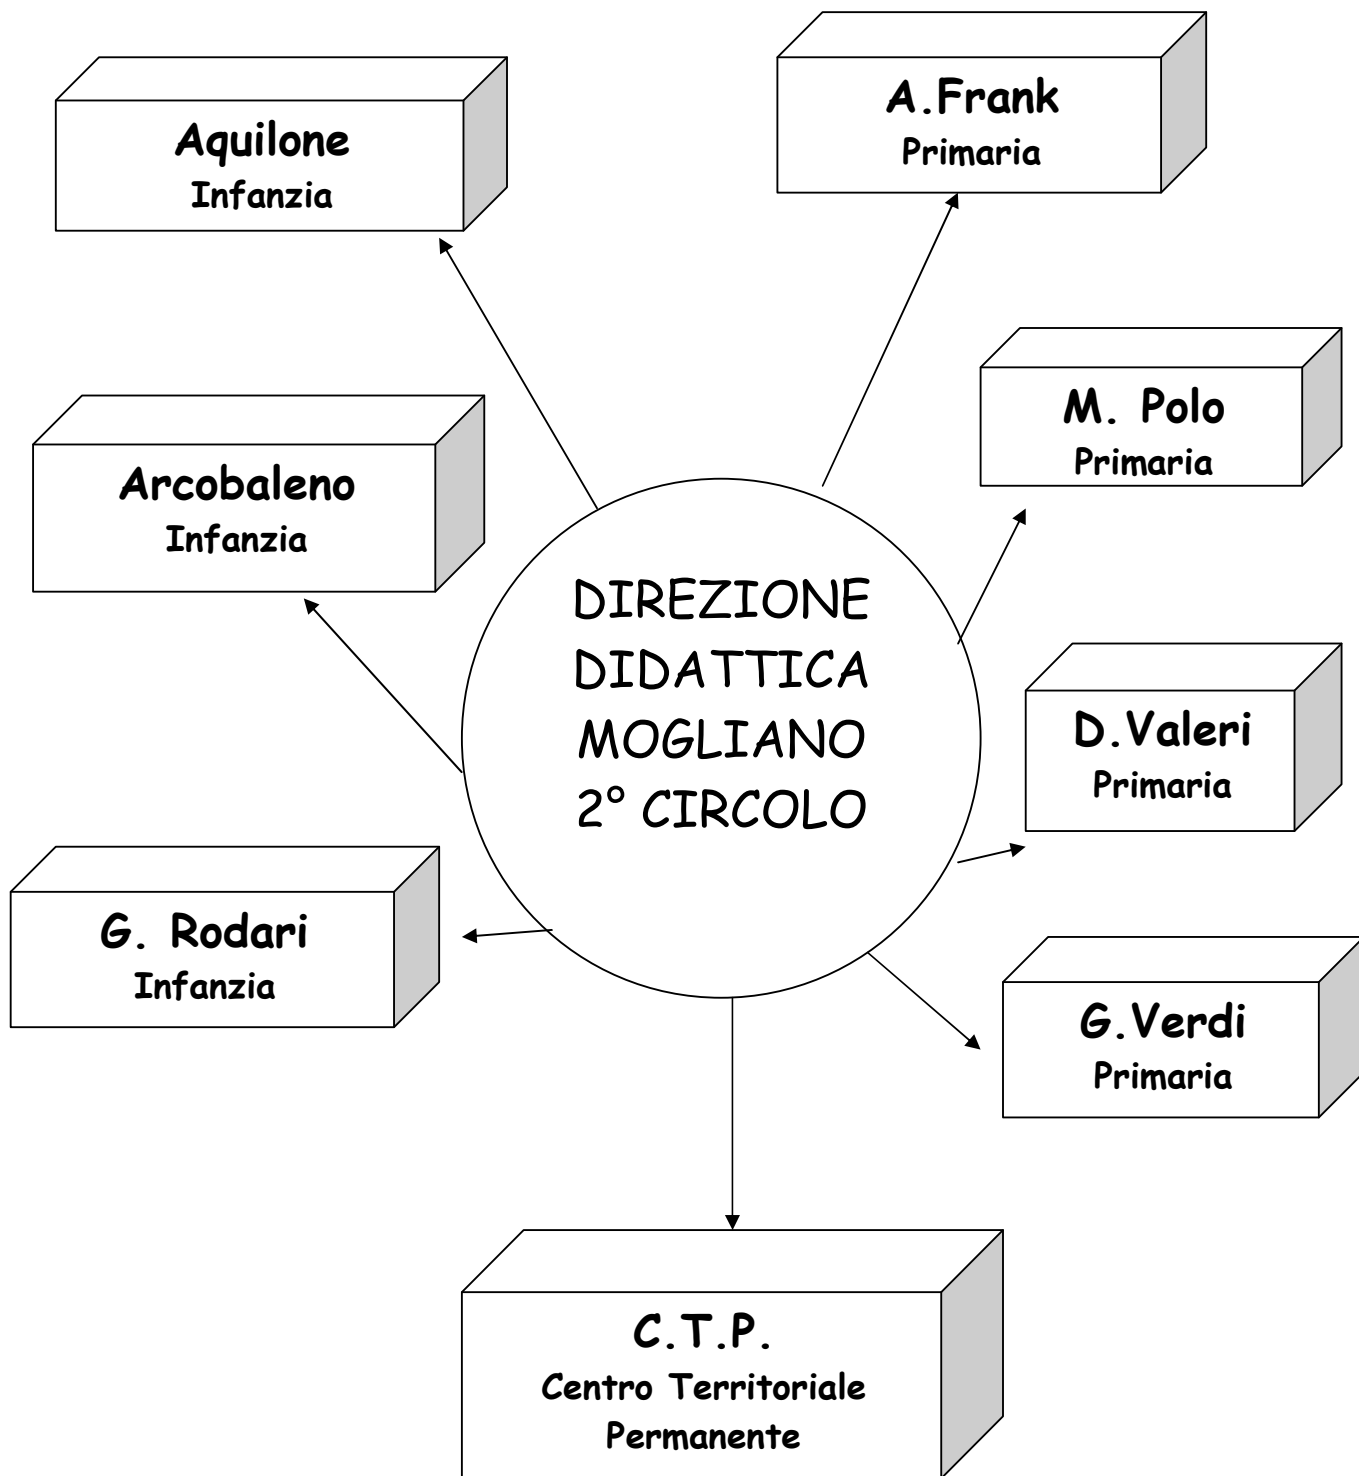 Aquilone
Infanzia
A.Frank
Primaria
Arcobaleno
Infanzia
M. Polo
Primaria
DIREZIONE
DIDATTICA
MOGLIANO
2° CIRCOLO
D.Valeri
Primaria
G. Rodari
Infanzia
G.Verdi
Primaria
C.T.P.
Centro Territoriale
Permanente